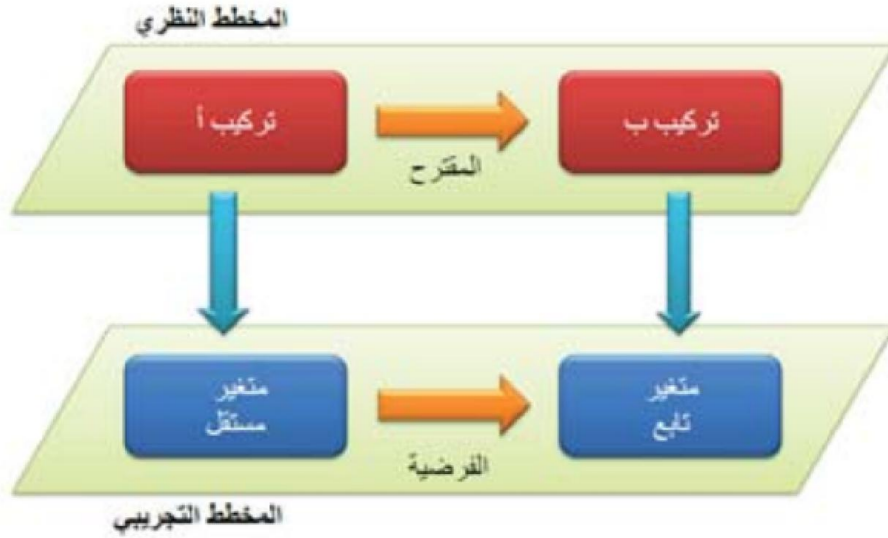 المخطط النظري
تركيب أ
تركيب ب
المقترح
متغير
مستقل
متغير
تابع
الفرضية
المخطط التجريبي